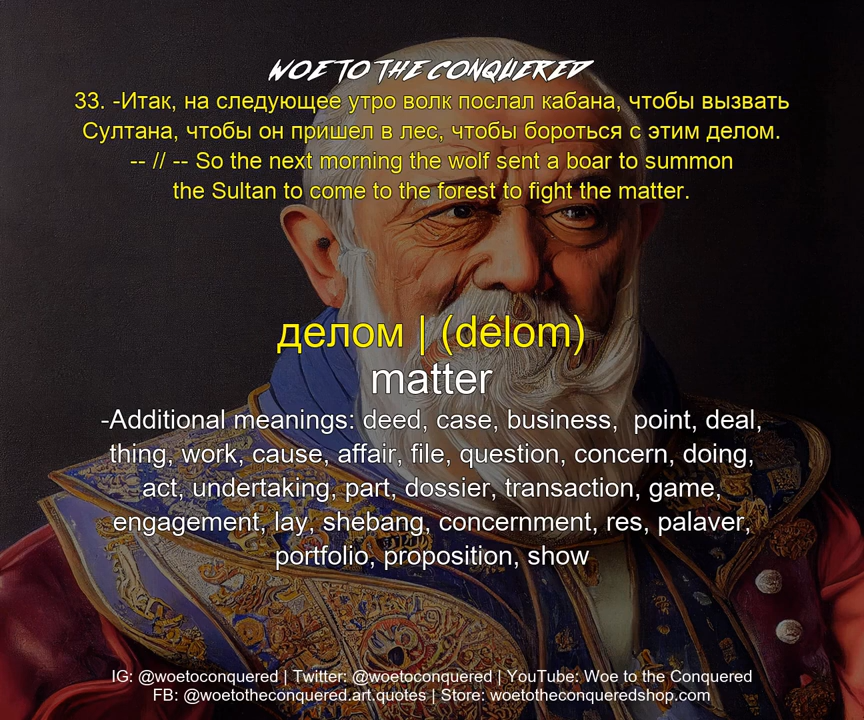 WOE TO THE CONQUERED
33. -Итак, на следующее утро волк послал кабана, чтобы вызвать
Султана, чтобы он пришел в лес, чтобы бороться с этим делом.
-- // -- So the next morning the wolf sent a boar to summon
the Sultan to come to the forest to fight the matter.
делом | (délom)
matter
-Additional meanings: deed, case, business,  point, deal,
thing, work, cause, affair, file, question, concern, doing,
act, undertaking, part, dossier, transaction, game,
engagement, lay, shebang, concernment, res, palaver,
portfolio, proposition, show
IG: @woetoconquered | Twitter: @woetoconquered | YouTube: Woe to the Conquered
FB: @woetotheconquered.art.quotes | Store: woetotheconqueredshop.com